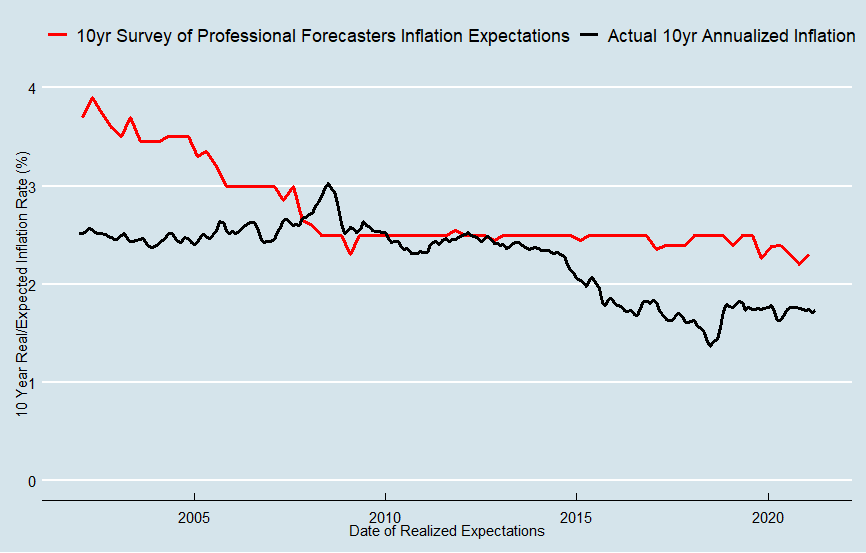 10yr Survey of Professional Forecasters Inflation Expectations
Actual 10yr Annualized Inflation
10 Year Real/Expected Inflation Rate (%)
4
3
2
1
0
2005
2010
2015
2020
Date of Realized Expectations